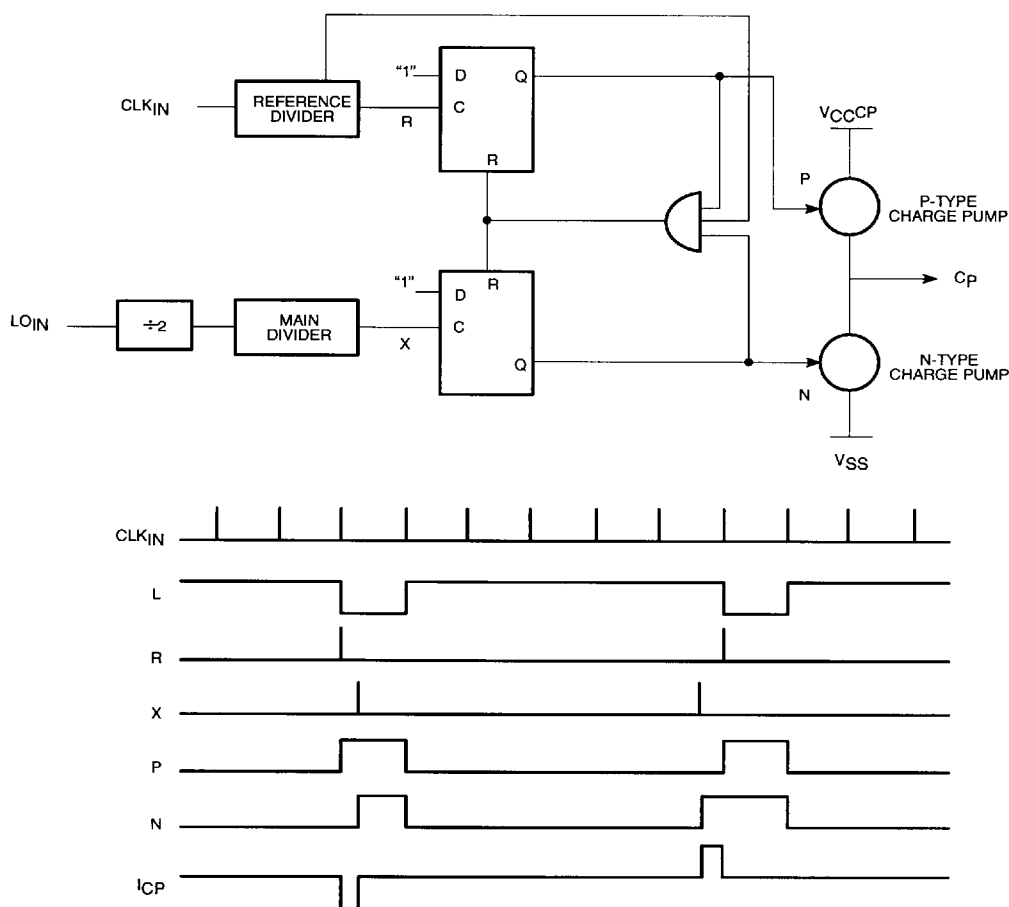 "1"
D
Q
CLKIN
REFERENCE
DIVIDER
C
R
R
VCCCP
P
P-TYPE
CHARGE PUMP
CP
"1"
R
D
LOIN
÷2
MAIN
DIVIDER
C
X
Q
N-TYPE
CHARGE PUMP
N
VSS
CLKIN
L
R
X
P
N
ICP